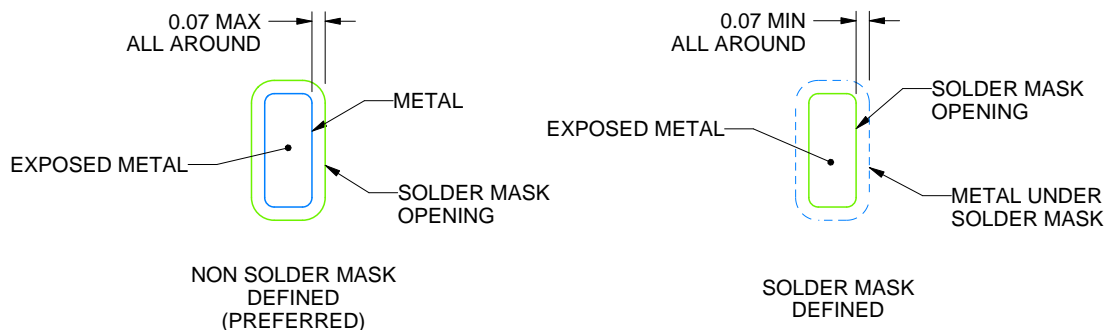 0.07 MAX
ALL AROUND
METAL
EXPOSED METAL
SOLDER MASK
OPENING
NON SOLDER MASK
DEFINED
(PREFERRED)
0.07 MIN
ALL AROUND
SOLDER MASK
OPENING
EXPOSED METAL
METAL UNDER
SOLDER MASK
SOLDER MASK
DEFINED